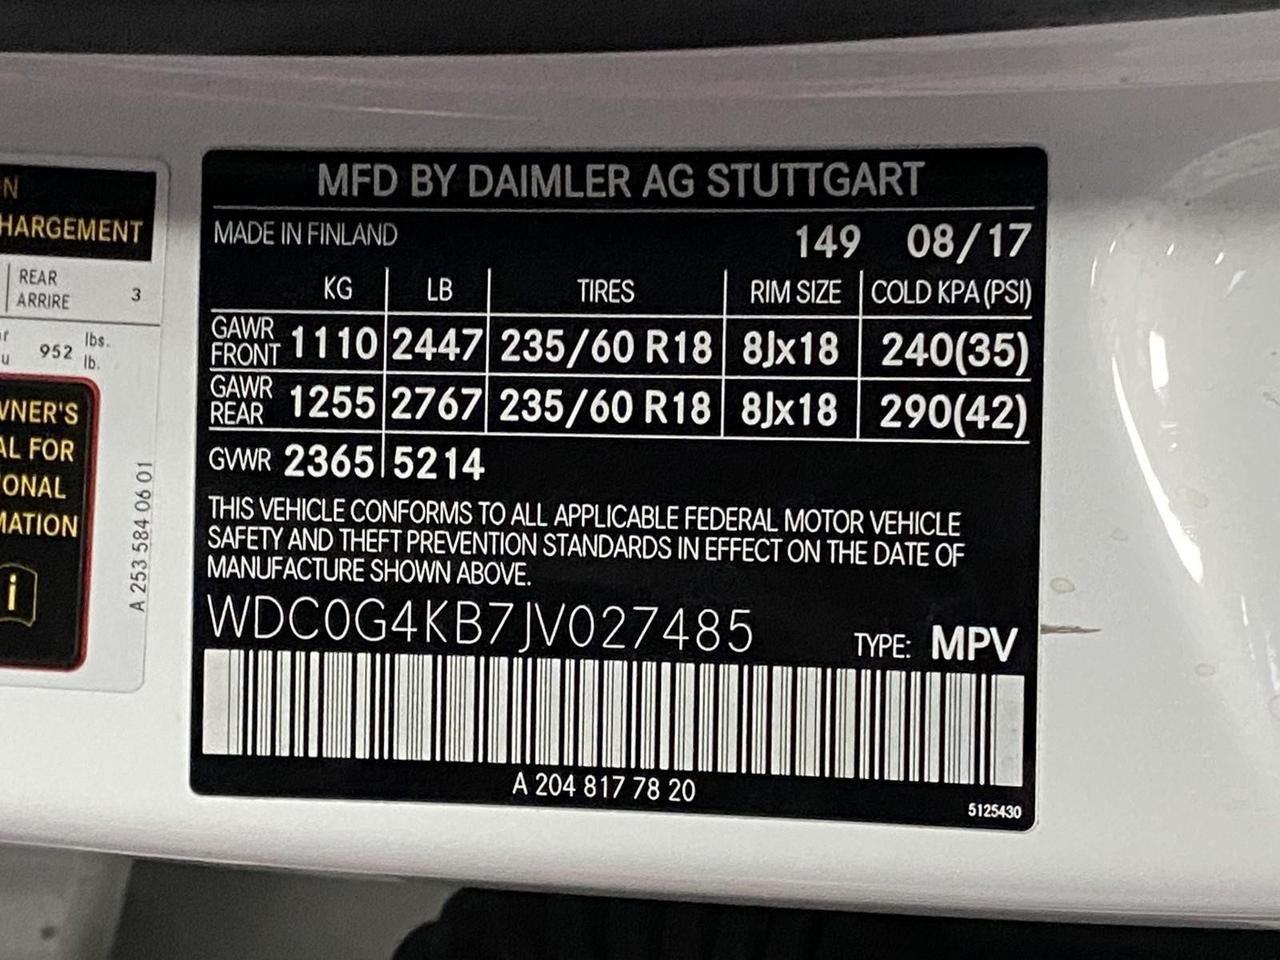 N
HARGEMENT
REAR
ARRIRE
3
952
lbs.
lb.
WNER'S
AL FOR
ONAL
MATION
i
A 253 584 06 01
MFD BY DAIMLER AG STUTTGART
MADE IN FINLAND 149 08/17
KG LB TIRES RIM SIZE COLD KPA (PSI)
GAWR FRONT 1110 2447 235/60 R18 8Jx18 240(35)
GAWR REAR 1255 2767 235/60 R18 8Jx18 290(42)
GVWR 2365 5214
THIS VEHICLE CONFORMS TO ALL APPLICABLE FEDERAL MOTOR VEHICLE
SAFETY AND THEFT PREVENTION STANDARDS IN EFFECT ON THE DATE OF
MANUFACTURE SHOWN ABOVE.
WDC0G4KB7JV027485 TYPE: MPV
A 204 817 78 20
5125430